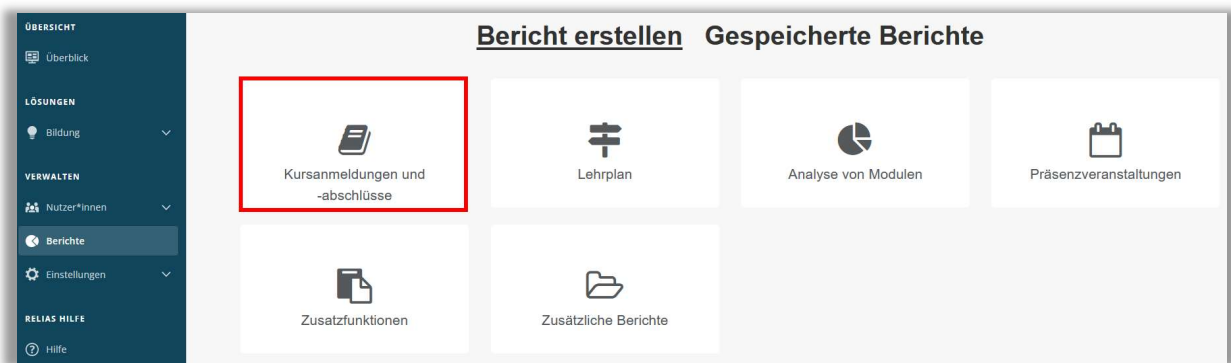 ÜBERSICHT
Überblick
LÖSUNGEN
Bildung
VERWALTEN
Nutzer*innen
Berichte
Einstellungen
RELIAS HILFE
Hilfe
Bericht erstellen Gespeicherte Berichte
Kursanmeldungen und
-abschlüsse
Lehrplan
Analyse von Modulen
Präsenzveranstaltungen
Zusatzfunktionen
Zusätzliche Berichte